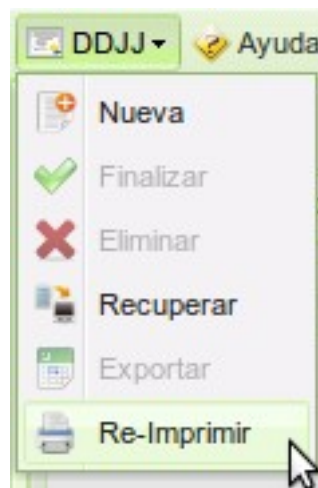 DDJJ Ayuda
Nueva
Finalizar
Eliminar
Recuperar
Exportar
Re-Imprimir